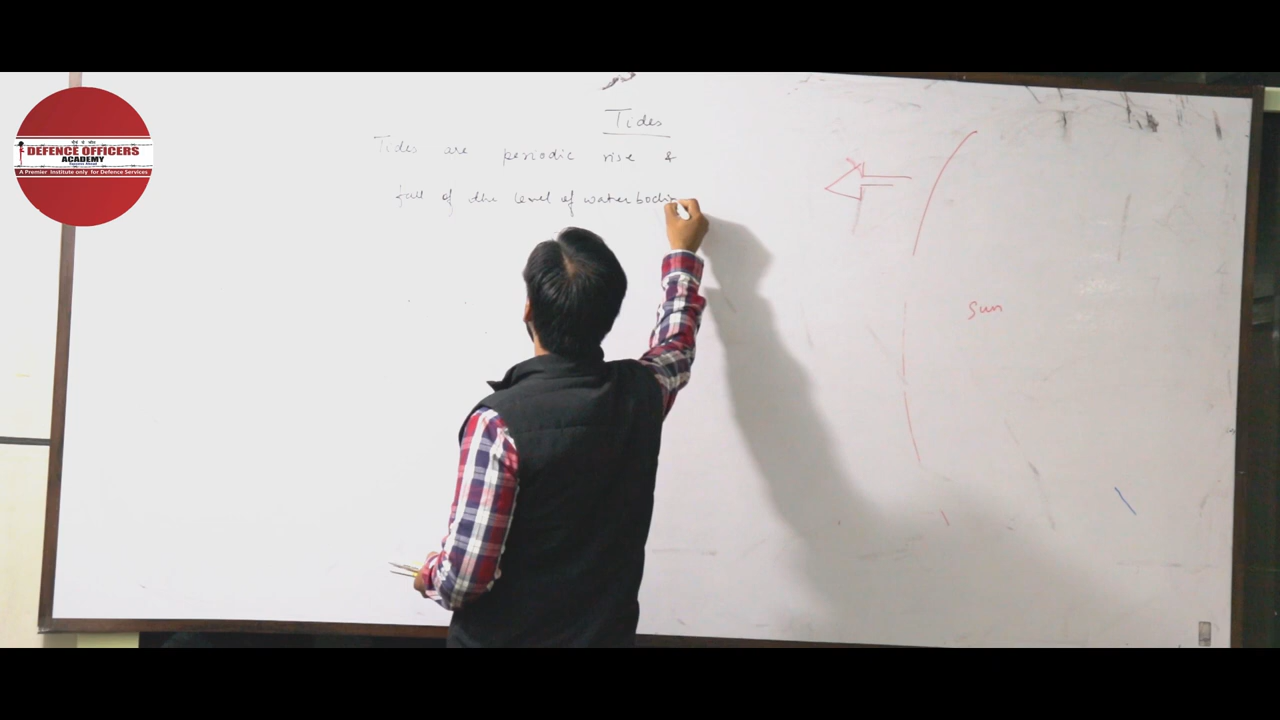 DEFENCE OFFICERS
ACADEMY
A Premier Institute only for Defence Services
Tides
Tides are periodic rise &
fall of the level of water bodi
Sun